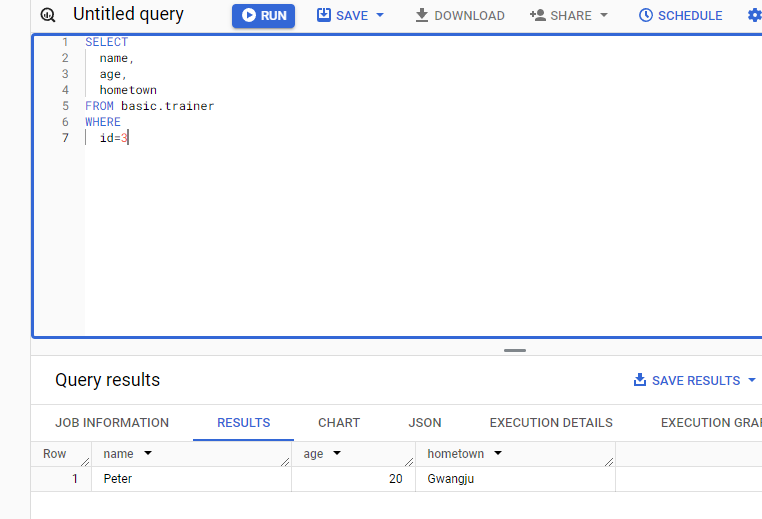 Untitled query RUN SAVE DOWNLOAD SHARE SCHEDULE
1 SELECT
2 name,
3 age,
4 hometown
5 FROM basic.trainer
6 WHERE
7 id=3
Query results SAVE RESULTS
JOB INFORMATION RESULTS CHART JSON EXECUTION DETAILS EXECUTION GRA
Row name age hometown
1 Peter 20 Gwangju